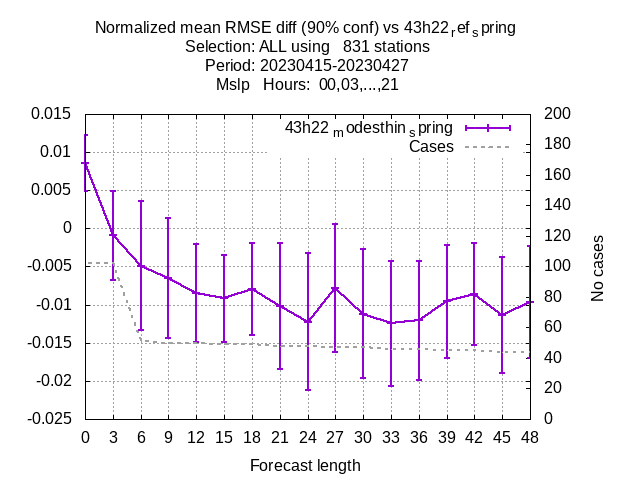 Normalized mean RMSE diff (90% conf) vs 43h22ᵣefₛpring
Selection: ALL using   831 stations
Period: 20230415-20230427
Mslp   Hours:  00,03,...,21
43h22ₘodesthinₛpring
Cases
0.015
0.01
0.005
0
-0.005
-0.01
-0.015
-0.02
-0.025
200
180
160
140
120
100
80
60
40
20
0
No cases
0 3 6 9 12 15 18 21 24 27 30 33 36 39 42 45 48
Forecast length